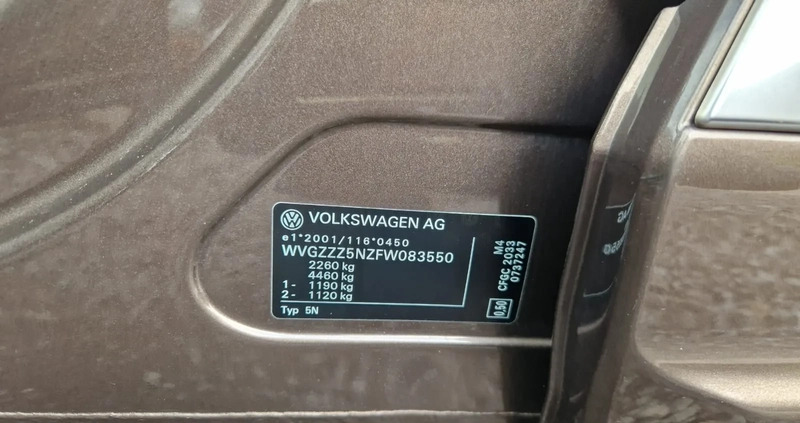 VOLKSWAGEN AG
e1*2001/116*0450
WVGZZZ5NZFW083550
2260 kg
4460 kg
1- 1190 kg
2- 1120 kg
Typ 5N
M4
CFGC 2033
0737247
0.50